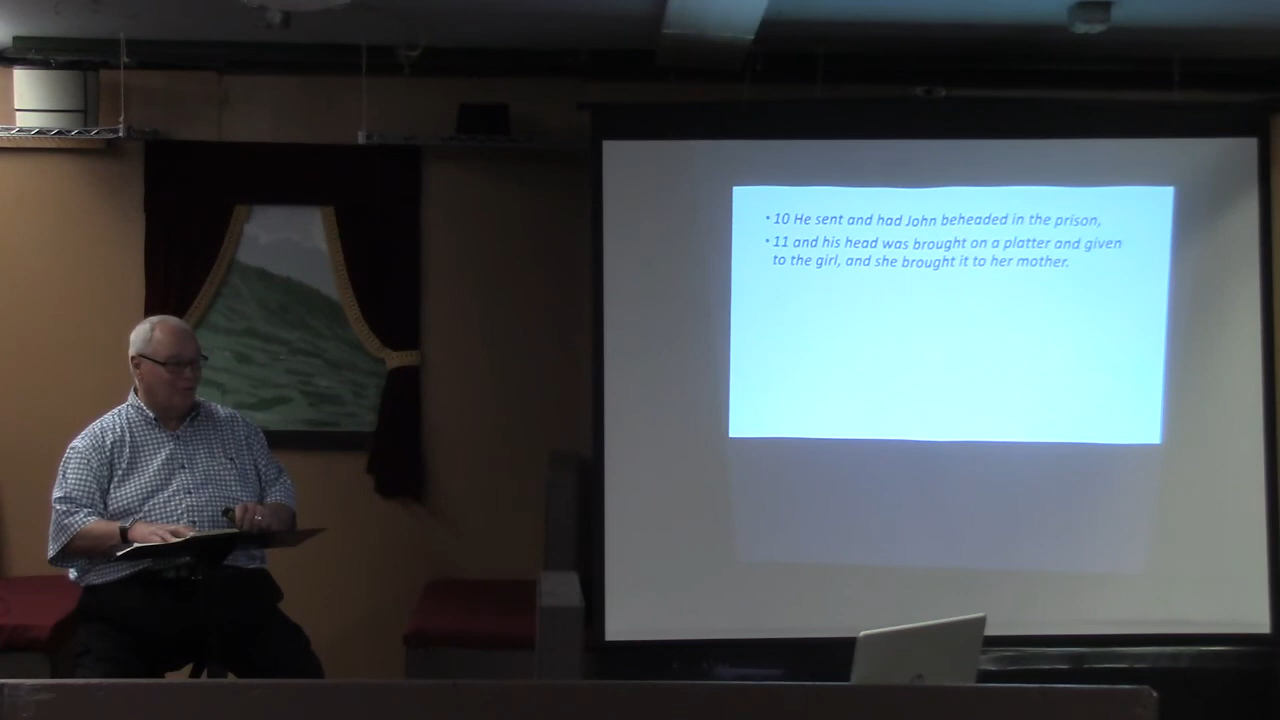 • 10 He sent and had John beheaded in the prison,
• 11 and his head was brought on a platter and given
to the girl, and she brought it to her mother.